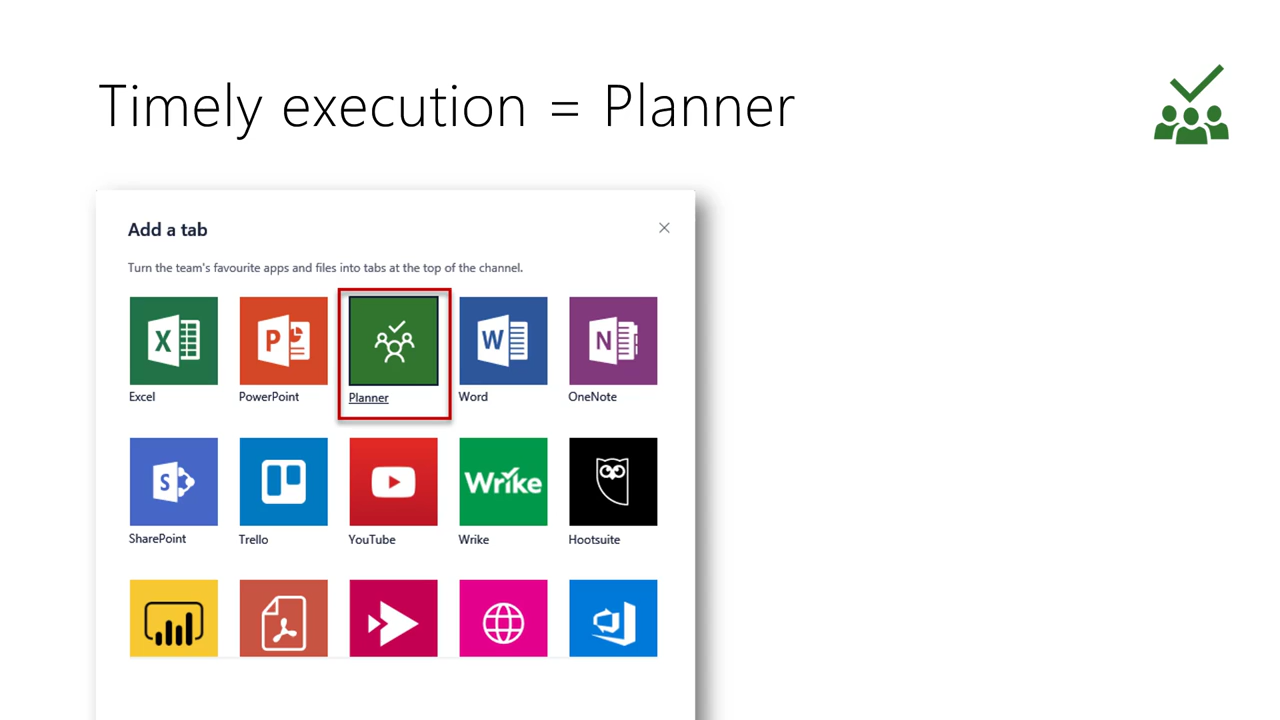 Timely execution = Planner
Add a tab
Turn the team's favourite apps and files into tabs at the top of the channel.
X P W N
Excel PowerPoint Planner Word OneNote
S Wrike
SharePoint Trello YouTube Wrike Hootsuite